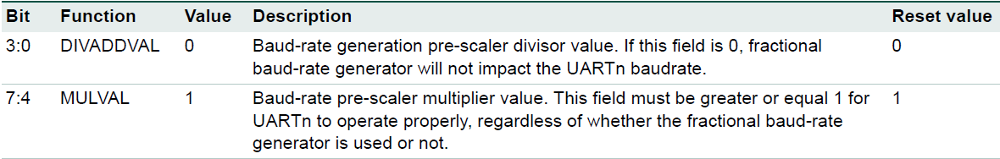 Bit Function Value Description Reset value
3:0 DIVADDVAL 0 Baud-rate generation pre-scaler divisor value. If this field is 0, fractional 0
baud-rate generator will not impact the UARTn baudrate.
7:4 MULVAL 1 Baud-rate pre-scaler multiplier value. This field must be greater or equal 1 for 1
UARTn to operate properly, regardless of whether the fractional baud-rate
generator is used or not.